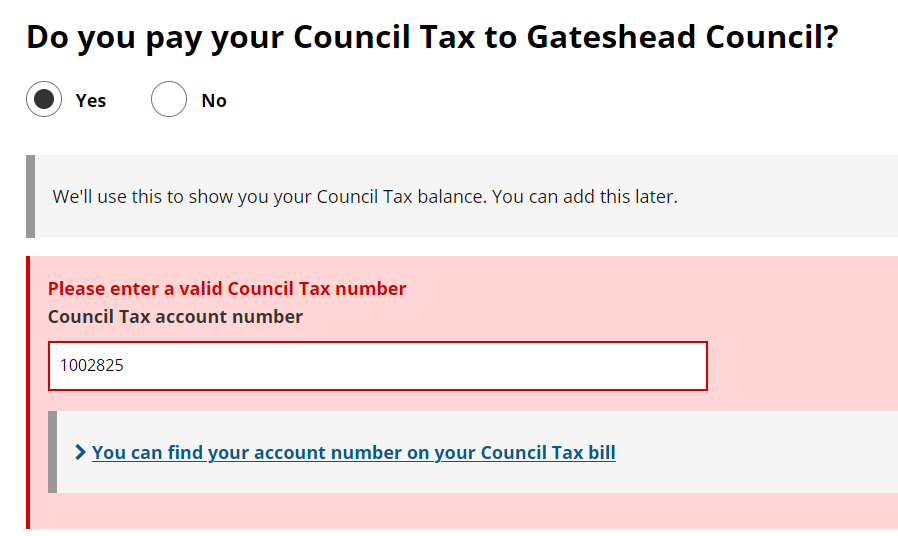 Do you pay your Council Tax to Gateshead Council?
Yes No
We'll use this to show you your Council Tax balance. You can add this later.
Please enter a valid Council Tax number
Council Tax account number
1002825
You can find your account number on your Council Tax bill